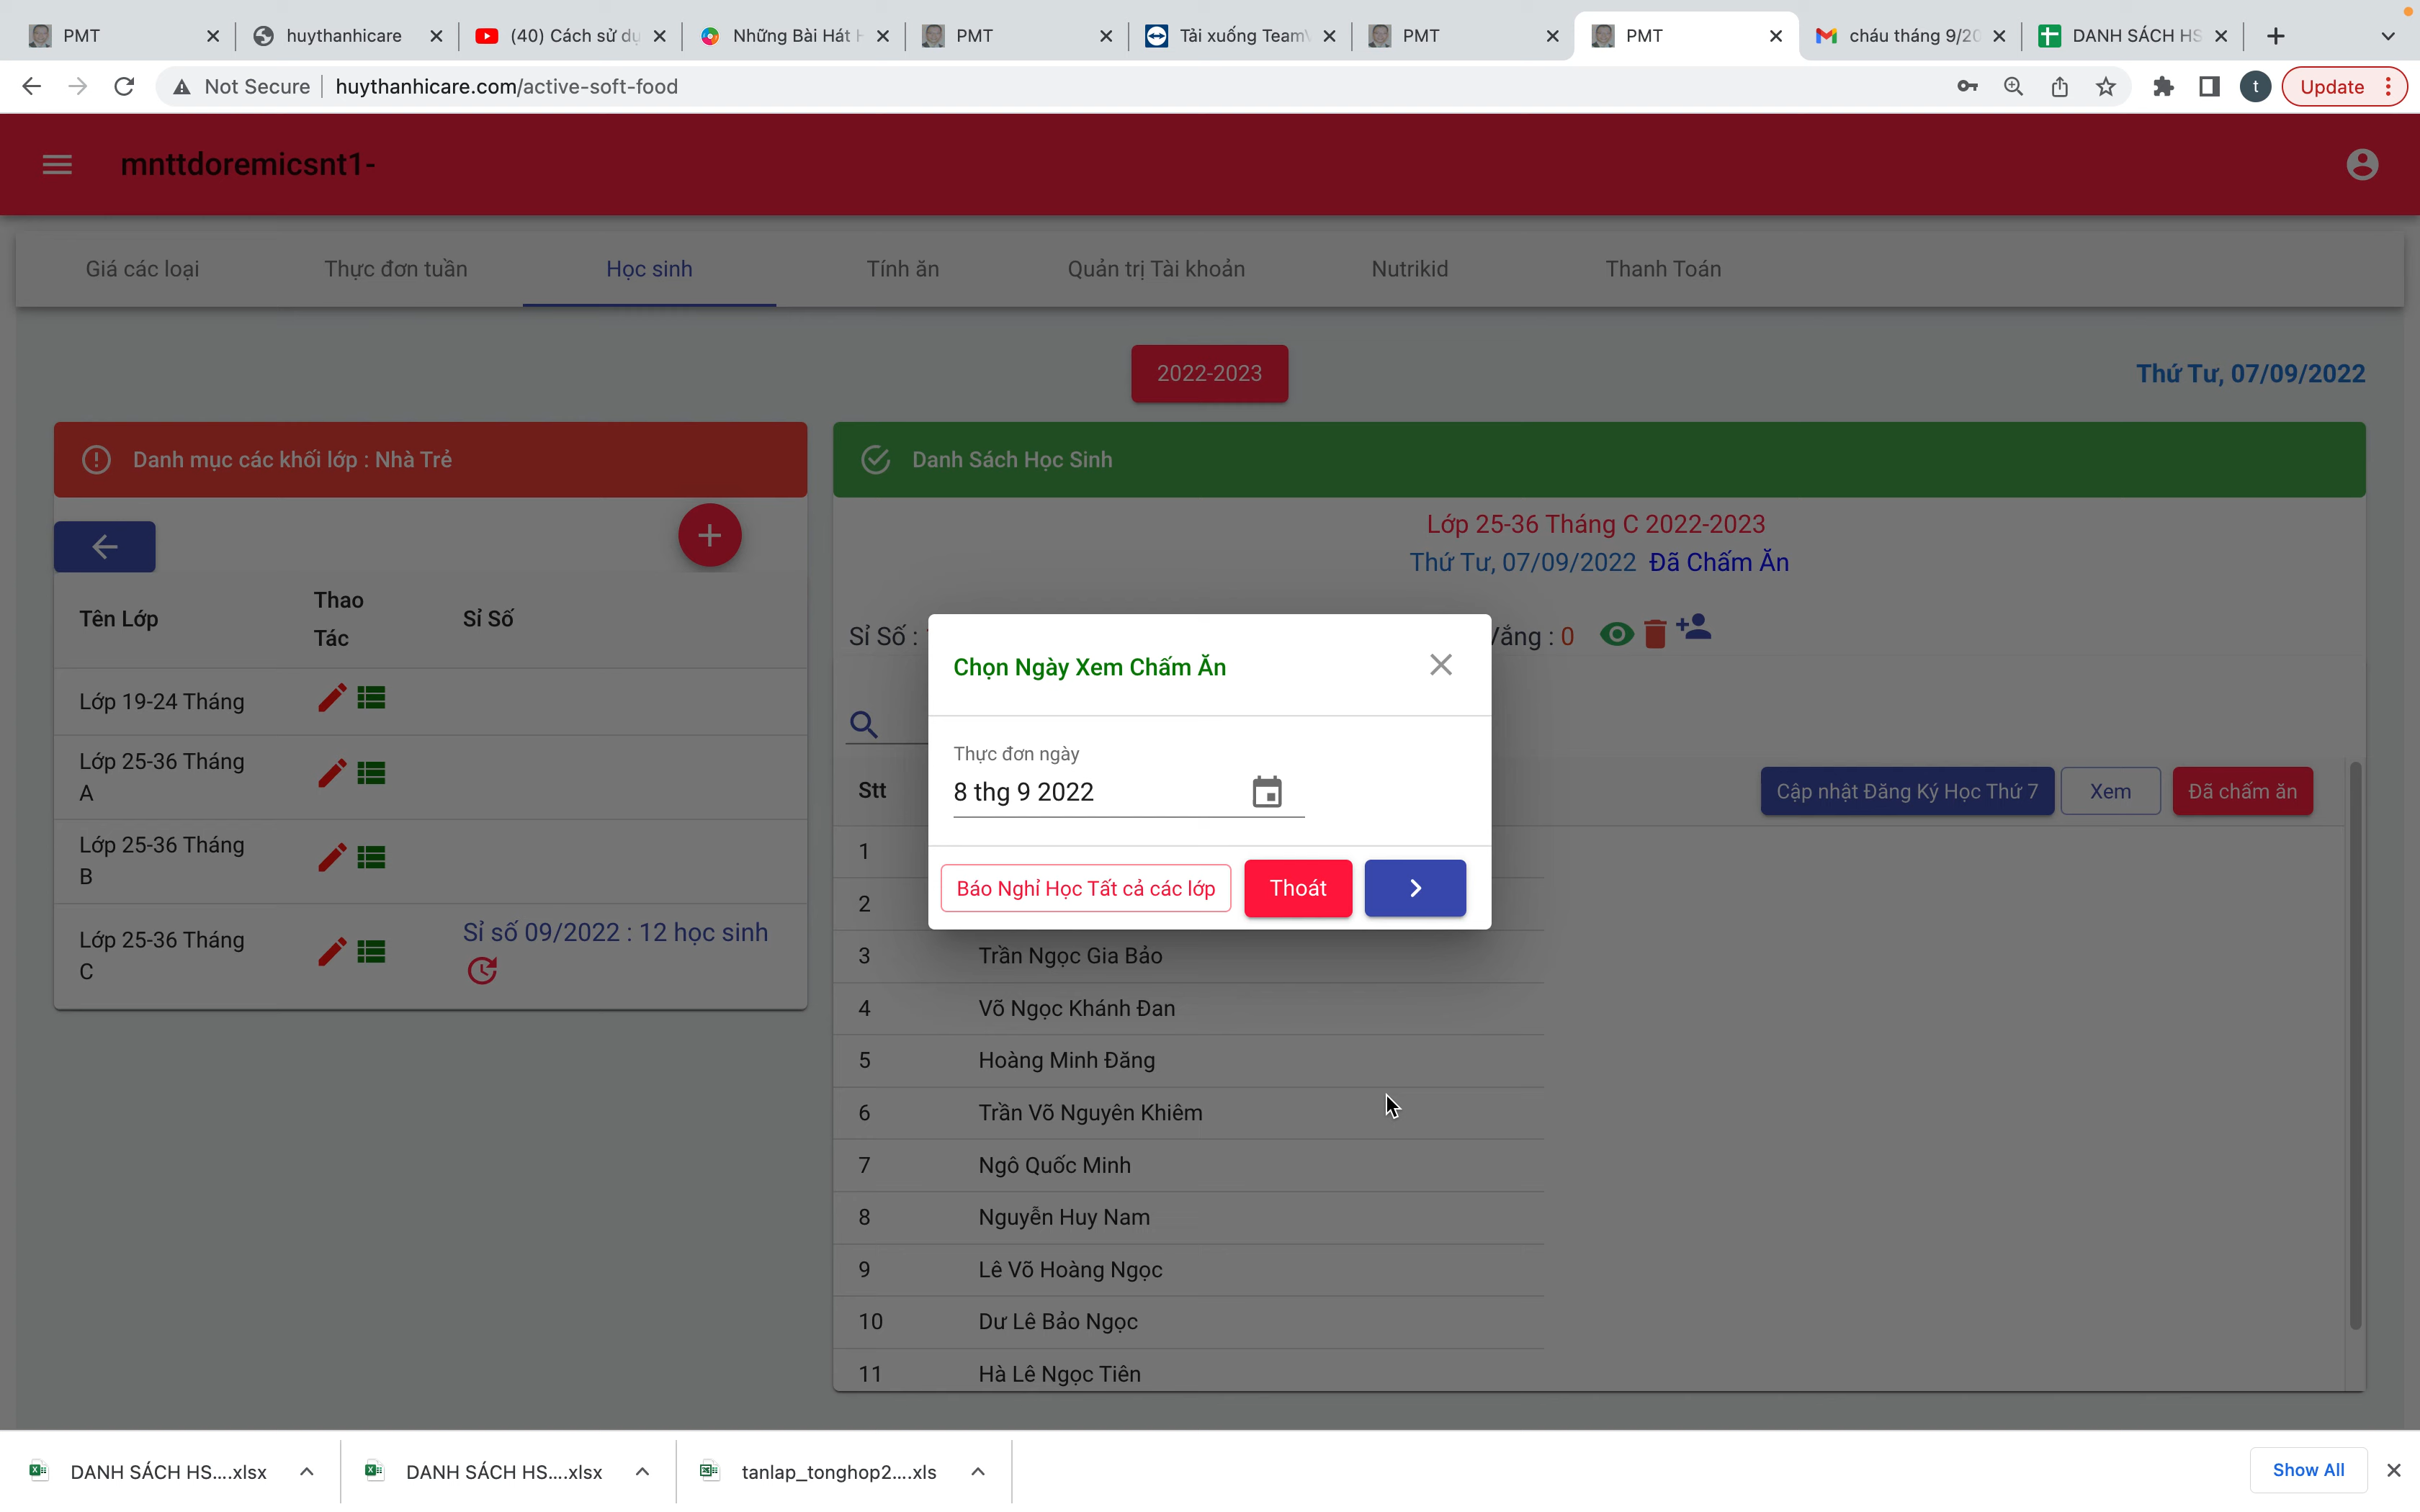 PMT
huythanhicare
(40) Cách sử dụ
Những Bài Hát H
PMT
Tải xuống TeamV
PMT
PMT
cháu tháng 9/20
DANH SÁCH HS
Not Secure
huythanhicare.com/active-soft-food
t
Update
mnttdoremicsnt1-
Giá các loại
Thực đơn tuần
Học sinh
Tính ăn
Quản trị Tài khoản
Nutrikid
Thanh Toán
2022-2023
Thứ Tư, 07/09/2022
Danh mục các khối lớp : Nhà Trẻ
Tên Lớp
Thao
Tác
Sỉ Số
Lớp 19-24 Tháng
Lớp 25-36 Tháng
A
Lớp 25-36 Tháng
B
Lớp 25-36 Tháng
C
Sỉ số 09/2022 : 12 học sinh
Danh Sách Học Sinh
Lớp 25-36 Tháng C 2022-2023
Thứ Tư, 07/09/2022 Đã Chấm Ăn
Sỉ Số :
Vắng : 0
Stt
Cập nhật Đăng Ký Học Thứ 7
Xem
Đã chấm ăn
Chọn Ngày Xem Chấm Ăn
Thực đơn ngày
8 thg 9 2022
Báo Nghỉ Học Tất cả các lớp
Thoát
1
2
3 Trần Ngọc Gia Bảo
4 Võ Ngọc Khánh Đan
5 Hoàng Minh Đăng
6 Trần Võ Nguyên Khiêm
7 Ngô Quốc Minh
8 Nguyễn Huy Nam
9 Lê Võ Hoàng Ngọc
10 Dư Lê Bảo Ngọc
11 Hà Lê Ngọc Tiên
DANH SÁCH HS....xlsx
DANH SÁCH HS....xlsx
tanlap_tonghop2....xls
Show All